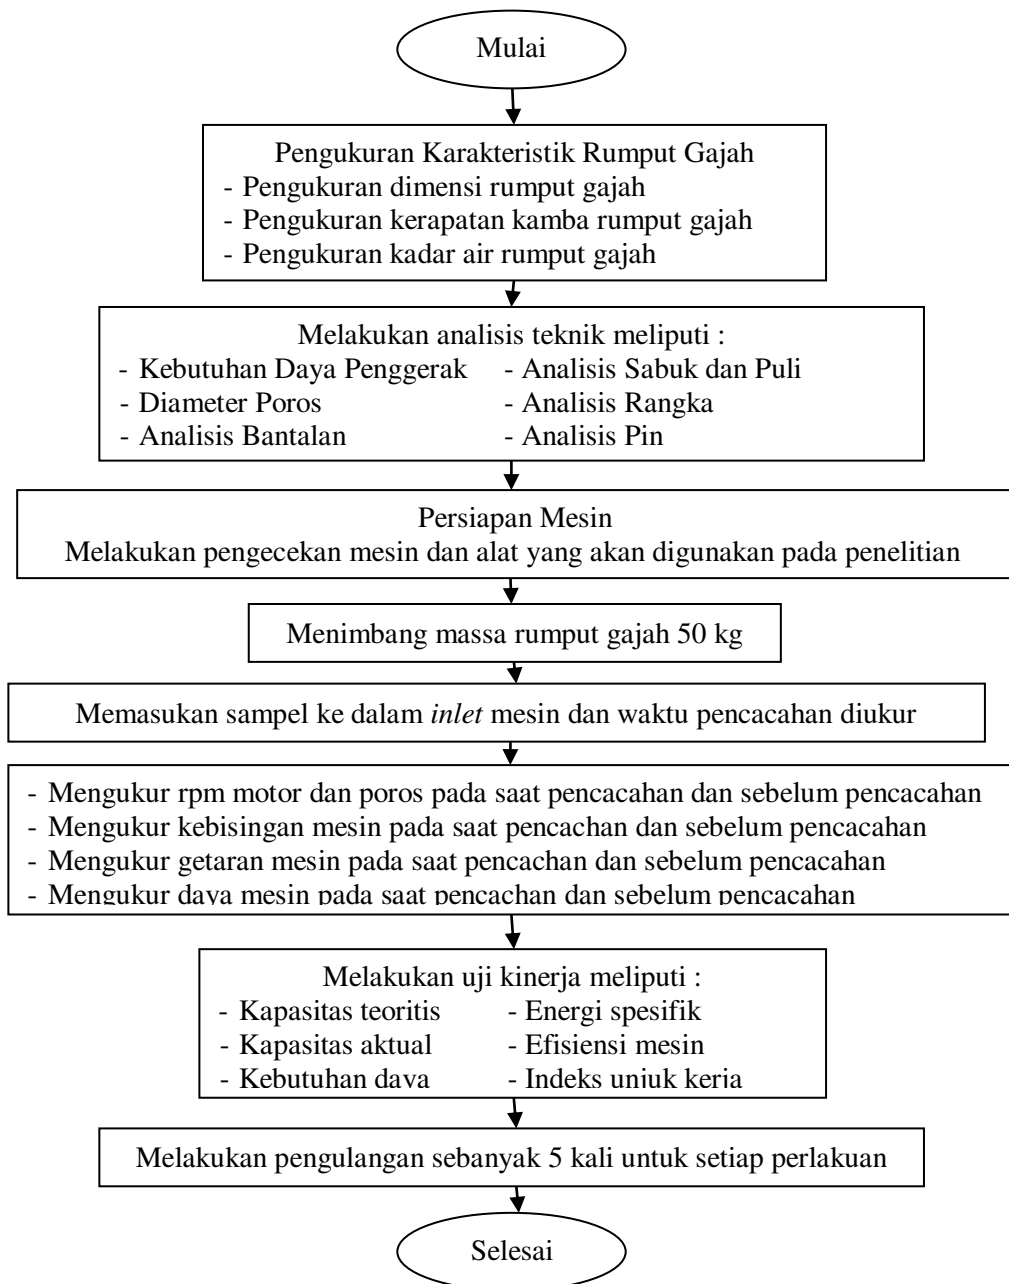 Mulai
Pengukuran Karakteristik Rumput Gajah
- Pengukuran dimensi rumput gajah
- Pengukuran kerapatan kamba rumput gajah
- Pengukuran kadar air rumput gajah
Melakukan analisis teknik meliputi :
- Kebutuhan Daya Penggerak - Analisis Sabuk dan Puli
- Diameter Poros - Analisis Rangka
- Analisis Bantalan - Analisis Pin
Persiapan Mesin
Melakukan pengecekan mesin dan alat yang akan digunakan pada penelitian
Menimbang massa rumput gajah 50 kg
Memasukan sampel ke dalam inlet mesin dan waktu pencacahan diukur
- Mengukur rpm motor dan poros pada saat pencacahan dan sebelum pencacahan
- Mengukur kebisingan mesin pada saat pencachan dan sebelum pencacahan
- Mengukur getaran mesin pada saat pencachan dan sebelum pencacahan
- Mengukur daya mesin pada saat pencachan dan sebelum pencacahan
Melakukan uji kinerja meliputi :
- Kapasitas teoritis - Energi spesifik
- Kapasitas aktual - Efisiensi mesin
- Kebutuhan daya - Indeks unjuk kerja
Melakukan pengulangan sebanyak 5 kali untuk setiap perlakuan
Selesai